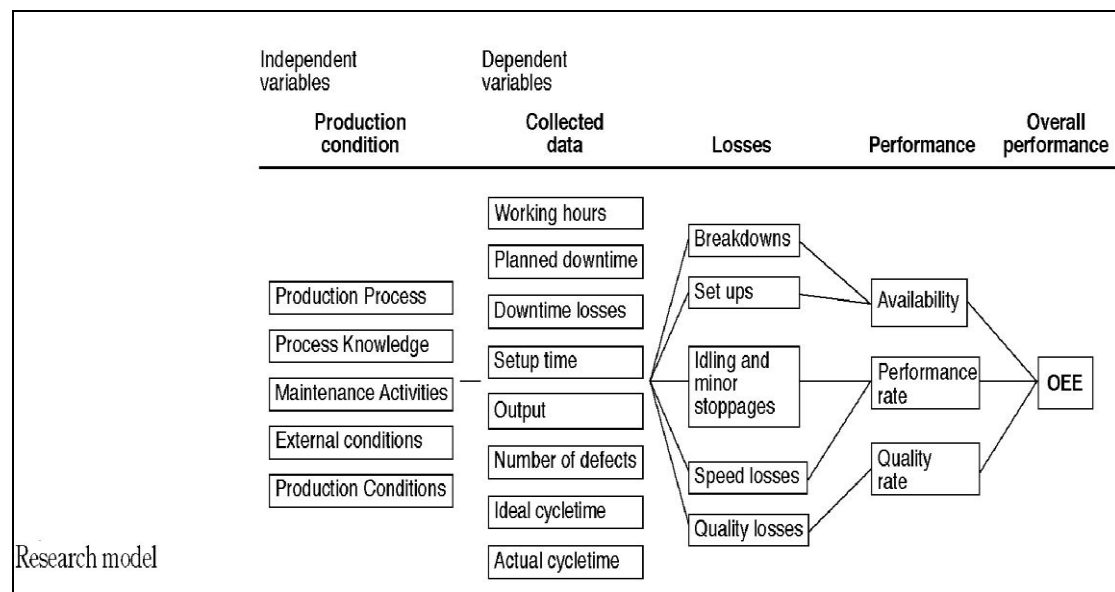 Independent
variables
Dependent
variables
Production
condition
Collected
data
Losses
Performance
Overall
performance
Production Process
Process Knowledge
Maintenance Activities
External conditions
Production Conditions
Working hours
Planned downtime
Downtime losses
Setup time
Output
Number of defects
Ideal cycletime
Actual cycletime
Breakdowns
Set ups
Idling and
minor
stoppages
Speed losses
Quality losses
Availability
Performance
rate
Quality
rate
OEE
Research model